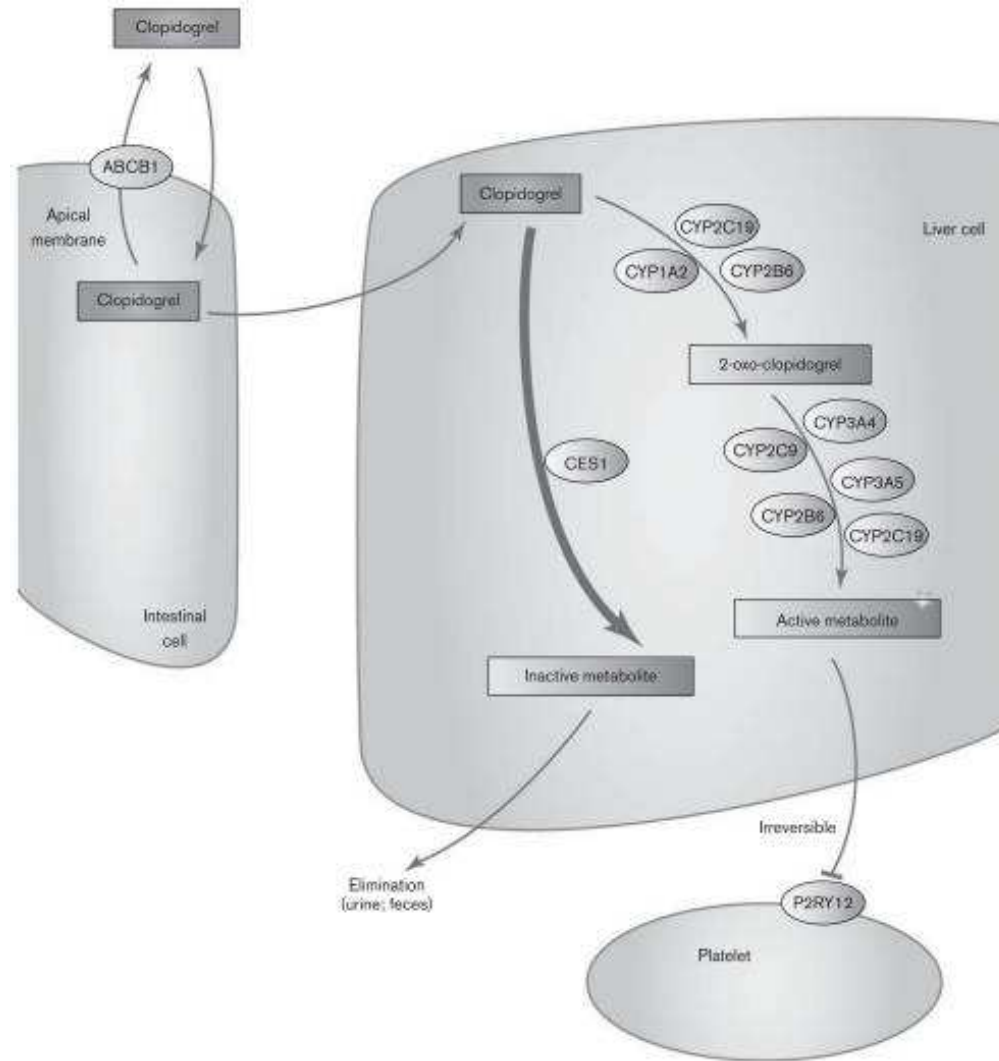 Clopidogrel
ABCB1
Apical
membrane
Clopidogrel
Intestinal
cell
Clopidogrel
Liver cell
CYP2C19
CYP1A2
CYP2B6
2-oxo-clopidogrel
CYP3A4
CYP2C9
CES1
CYP3A5
CYP2B6
CYP2C19
Active metabolite
Inactive metabolite
Irreversible
Elimination
(urine; feces)
P2RY12
Platelet